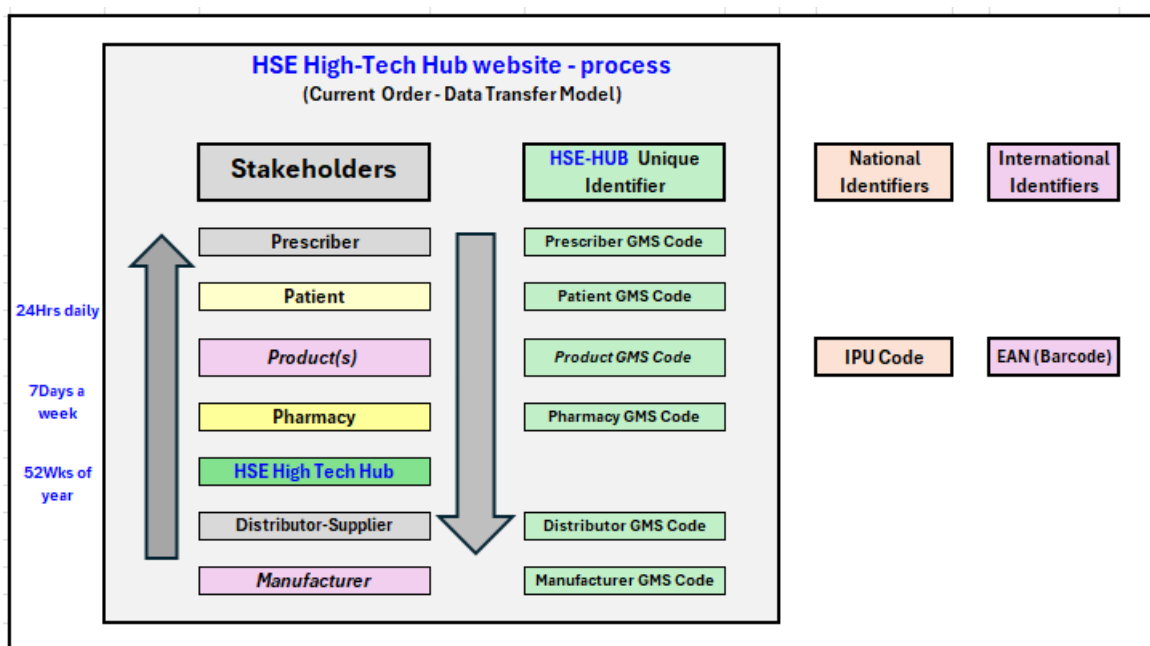 HSE High-Tech Hub website - process
(Current Order - Data Transfer Model)
Stakeholders
HSE-HUB Unique
Identifier
National
Identifiers
International
Identifiers
Prescriber
Prescriber GMS Code
24Hrs daily
Patient
Patient GMS Code
Product(s)
Product GMS Code
IPU Code
EAN (Barcode)
7Days a
week
Pharmacy
Pharmacy GMS Code
52Wks of
year
HSE High Tech Hub
Distributor-Supplier
Distributor GMS Code
Manufacturer
Manufacturer GMS Code